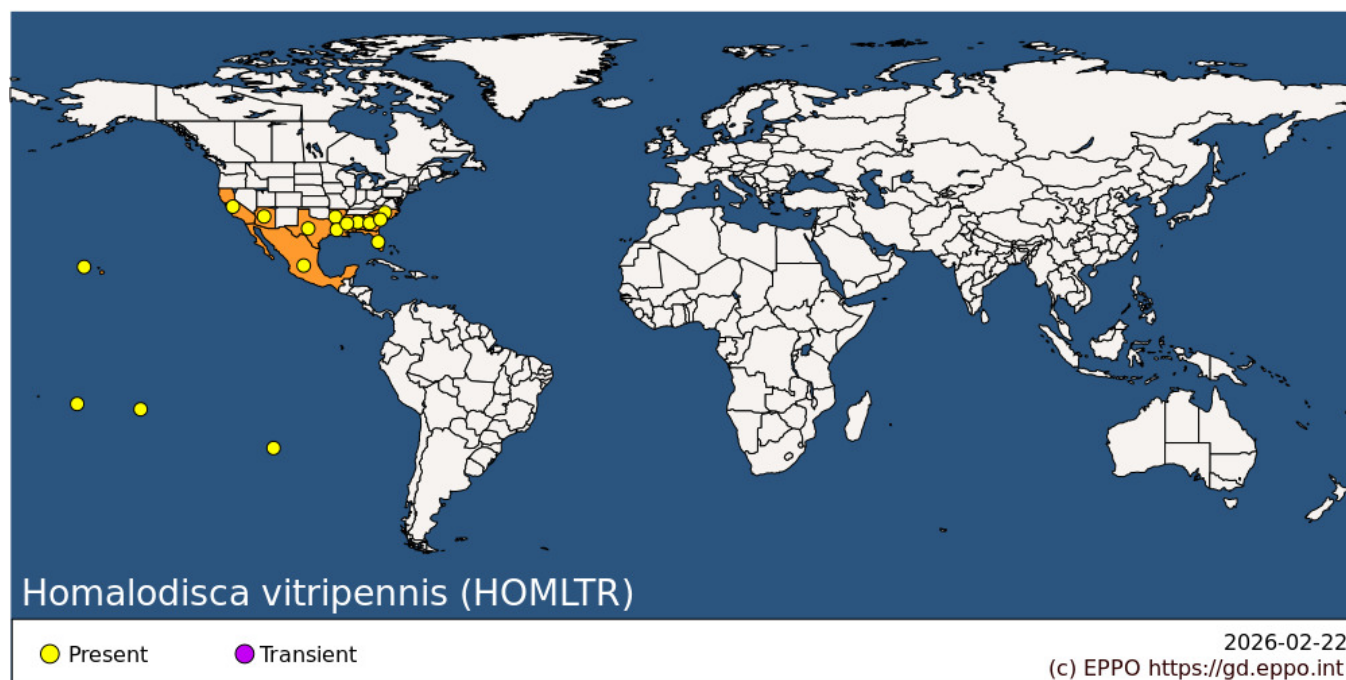 Homalodisca vitripennis (HOMLTR)
Present
Transient
2026-02-22
(c) EPPO https://gd.eppo.int